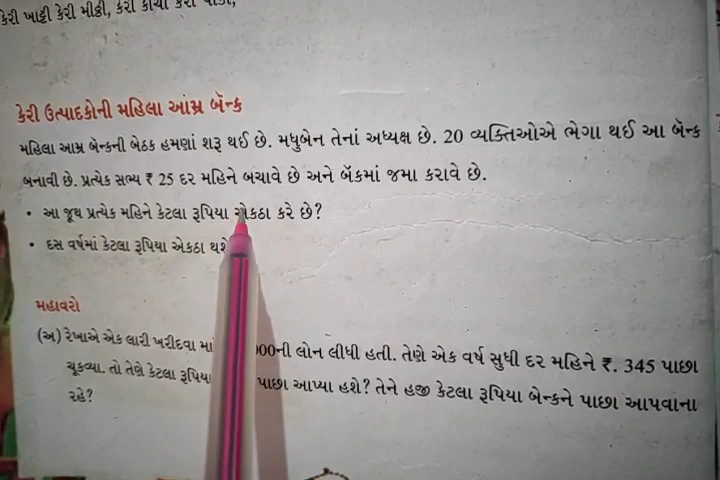 કેરી ખાટ્ટી કેરી મીઠી, કેરી કાચી કેરી પાકી,
કેરી ઉત્પાદકોની મહિલા આંમ્ર બૅન્ક
મહિલા આમ્ર બૅન્કની બેઠક હમણાં શરૂ થઈ છે. મધુબેન તેનાં અધ્યક્ષ છે. 20 વ્યક્તિઓએ ભેગા થઈ આ બૅન્ક
બનાવી છે. પ્રત્યેક સભ્ય ₹ 25 દર મહિને બચાવે છે અને બૅંકમાં જમા કરાવે છે.
• આ જૂથ પ્રત્યેક મહિને કેટલા રૂપિયા એકઠા કરે છે?
• દસ વર્ષમાં કેટલા રૂપિયા એકઠા થશે
મહાવરો
(અ) રેખાએ એક લારી ખરીદવા માટે 000ની લોન લીધી હતી. તેણે એક વર્ષ સુધી દર મહિને ₹. 345 પાછા
ચૂકવ્યા. તો તેણે કેટલા રૂપિયા પાછા આપ્યા હશે? તેને હજી કેટલા રૂપિયા બેન્કને પાછા આપવાના
રહે?